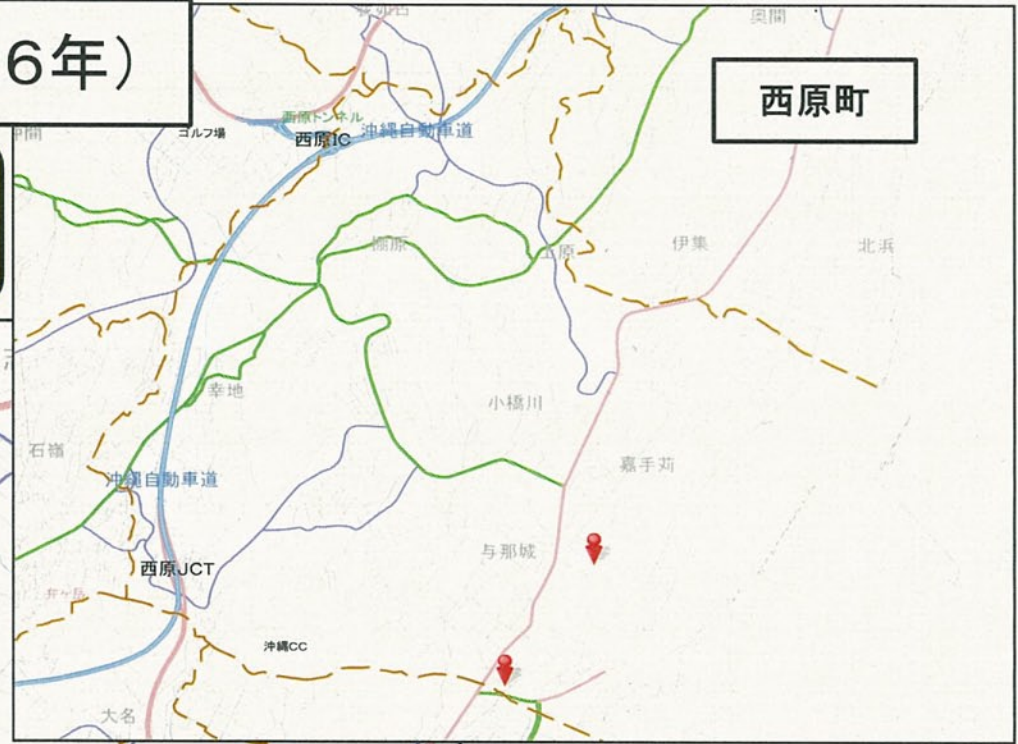 6年）
西原町
奥間
西原トンネル
ゴルフ場
西原IC
沖縄自動車道
棚原
上原
伊集
北浜
幸地
小橋川
石嶺
嘉手苅
沖縄自動車道
与那城
西原JCT
弁ヶ岳
沖縄CC
大名